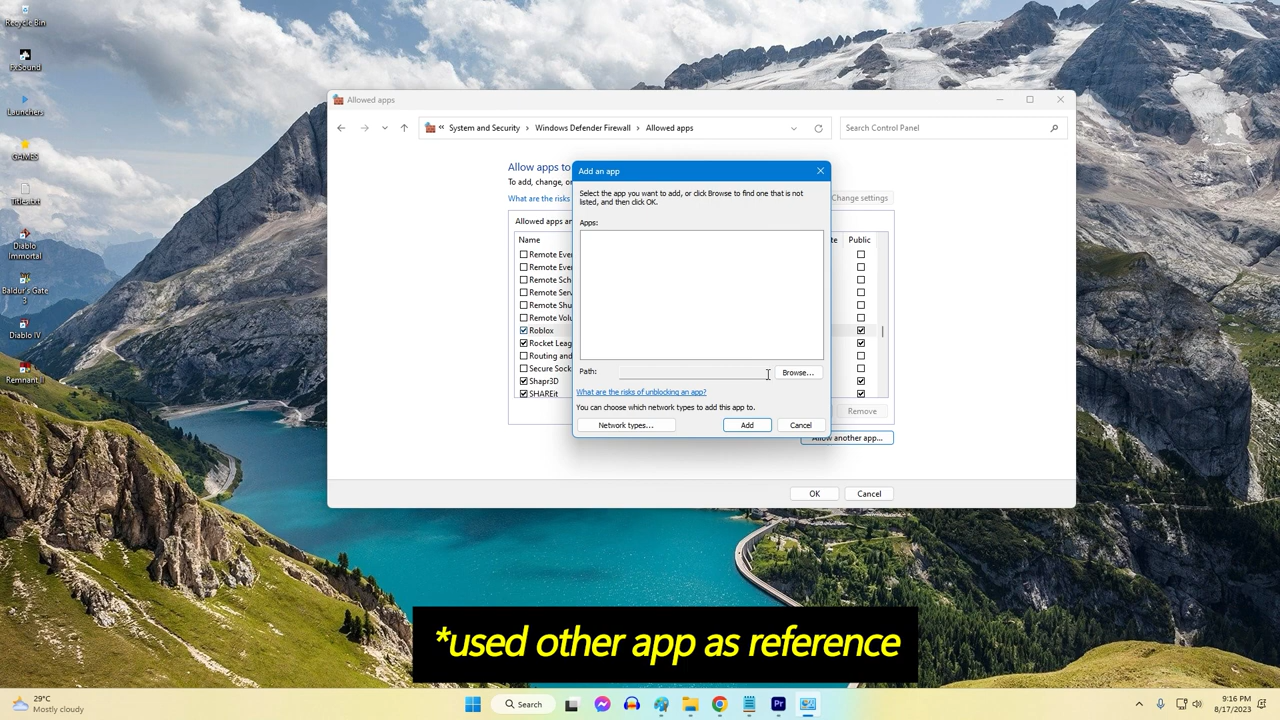 Recycle Bin
FxSound
Launchers
GAMES
Titles.txt
Diablo
Immortal
Baldur's Gate
3
Diablo IV
Remnant II
Allowed apps
« System and Security › Windows Defender Firewall › Allowed apps
Search Control Panel
Allow apps to
To add, change, or
What are the risks
Change settings
Allowed apps an
Name
te Public
Remote Eve
Remote Eve
Remote Sch
Remote Serv
Remote Shu
Remote Volu
Roblox
Rocket Leag
Routing and
Secure Sock
Shapr3D
SHAREit
Remove
Allow another app...
OK Cancel
Add an app
Select the app you want to add, or click Browse to find one that is not
listed, and then click OK.
Apps:
Path:
Browse...
What are the risks of unblocking an app?
You can choose which network types to add this app to.
Network types... Add Cancel
*used other app as reference
29°C
Mostly cloudy
Search
Pr
9:16 PM
8/17/2023